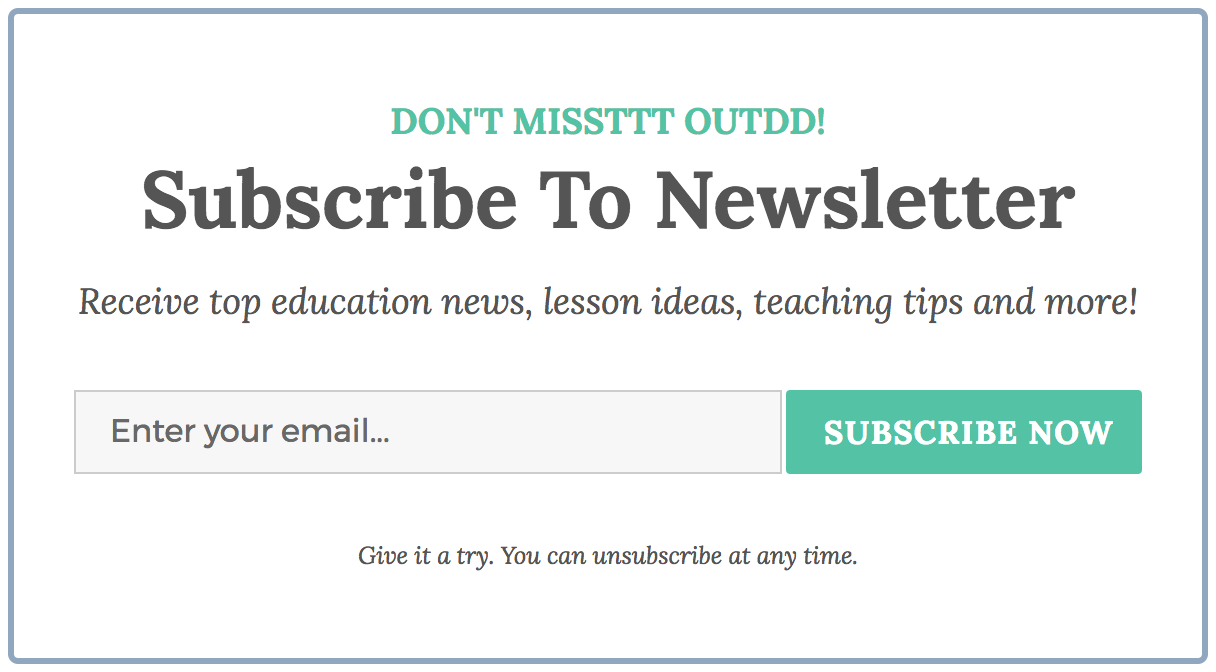 DON'T MISSTTT OUTDD!
Subscribe To Newsletter
Receive top education news, lesson ideas, teaching tips and more!
Enter your email...
SUBSCRIBE NOW
Give it a try. You can unsubscribe at any time.